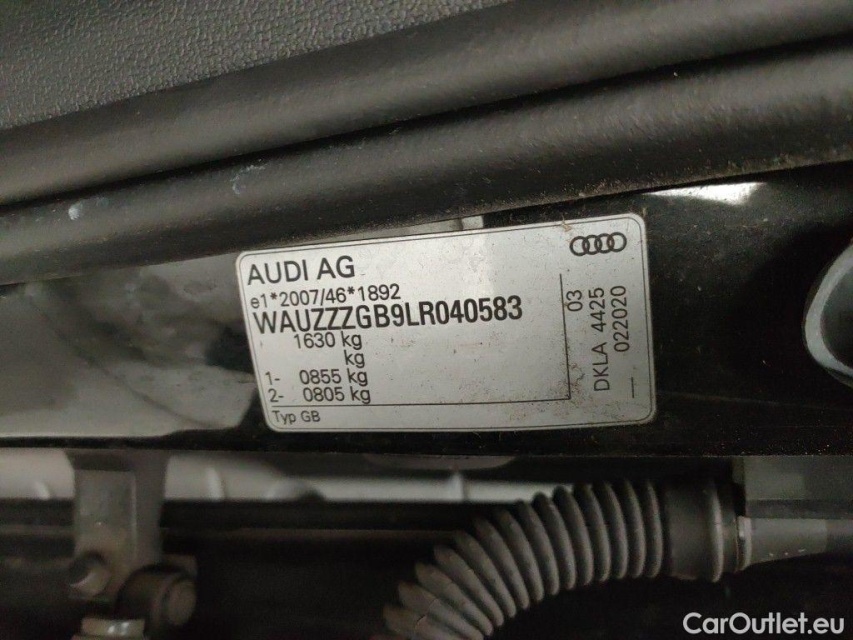 AUDI AG
e1*2007/46*1892
WAUZZZGB9LR040583
1630 kg
kg
1- 0855 kg
2- 0805 kg
Typ GB
03
DKLA 4425
022020
CarOutlet.eu